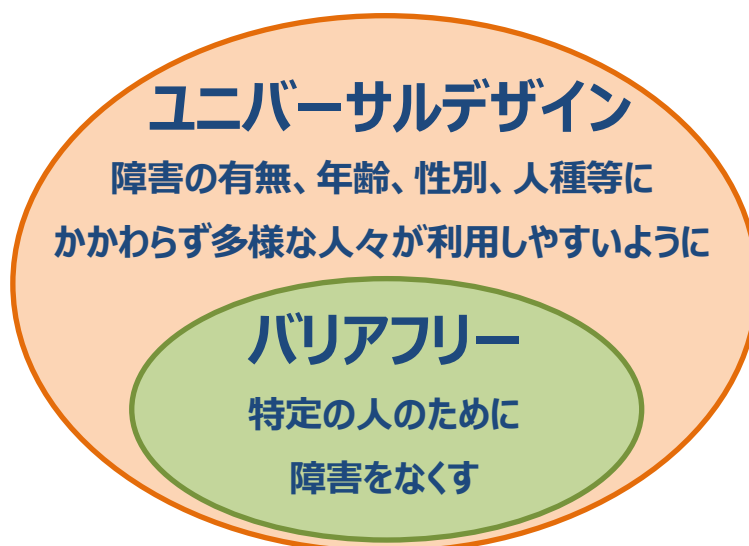 ユニバーサルデザイン
障害の有無、年齢、性別、人種等に
かかわらず多様な人々が利用しやすいように
バリアフリー
特定の人のために
障害をなくす